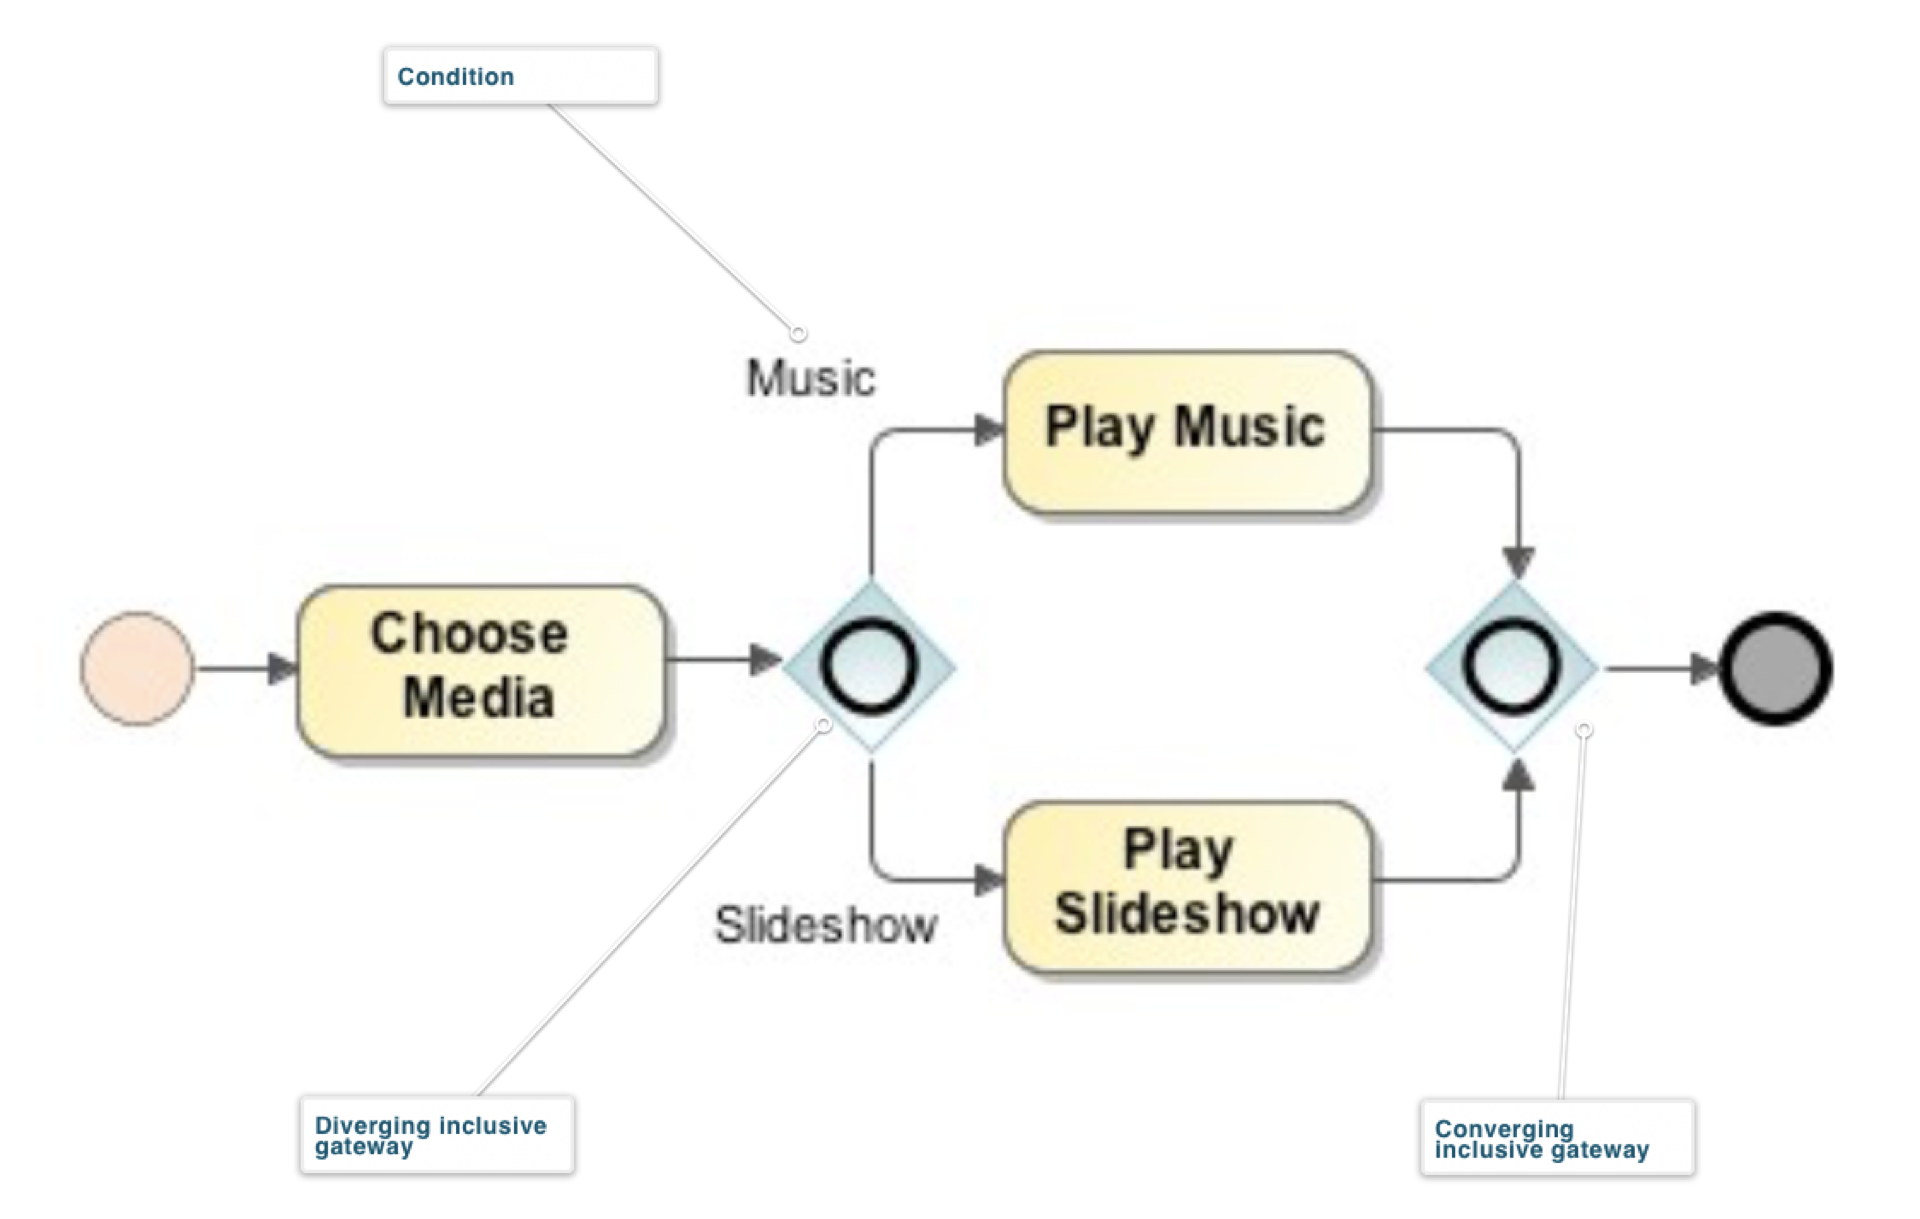 Condition
Music
Play Music
Choose
Media
Play
Slideshow
Slideshow
Diverging inclusive
gateway
Converging
inclusive gateway